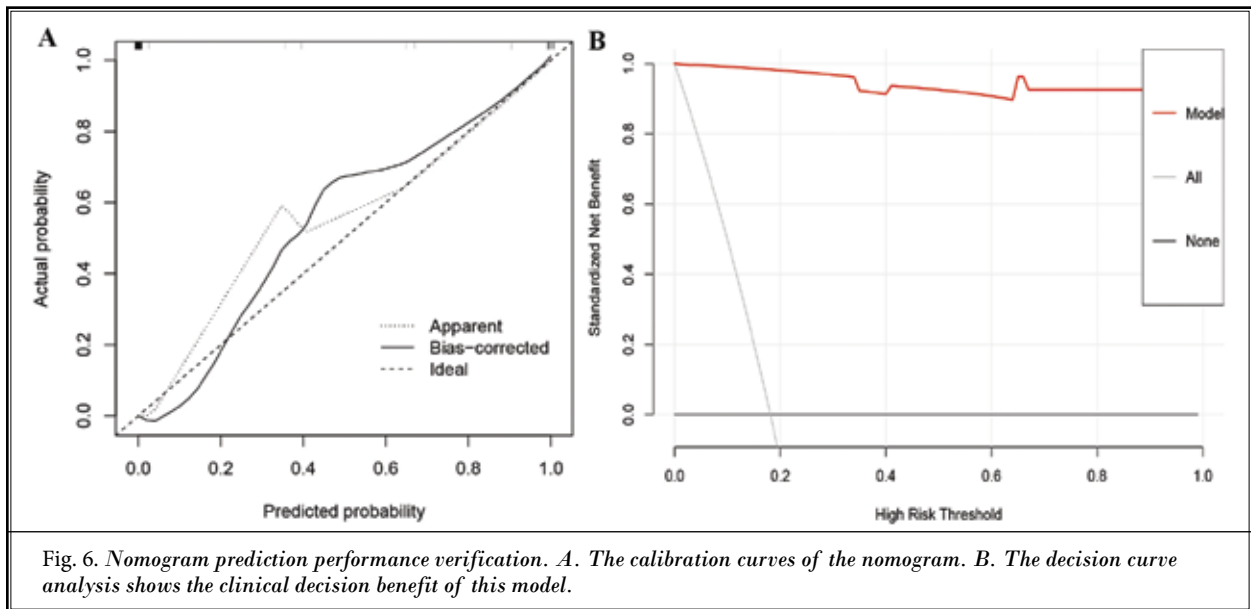 A
1.0
0.8
0.6
0.4
0.2
0.0
Actual probability
Apparent
Bias-corrected
Ideal
0.0 0.2 0.4 0.6 0.8 1.0
Predicted probability
B
1.0
0.8
0.6
0.4
0.2
0.0
Standardized Net Benefit
Model
All
None
0.0 0.2 0.4 0.6 0.8 1.0
High Risk Threshold
Fig. 6. Nomogram prediction performance verification. A. The calibration curves of the nomogram. B. The decision curve
analysis shows the clinical decision benefit of this model.